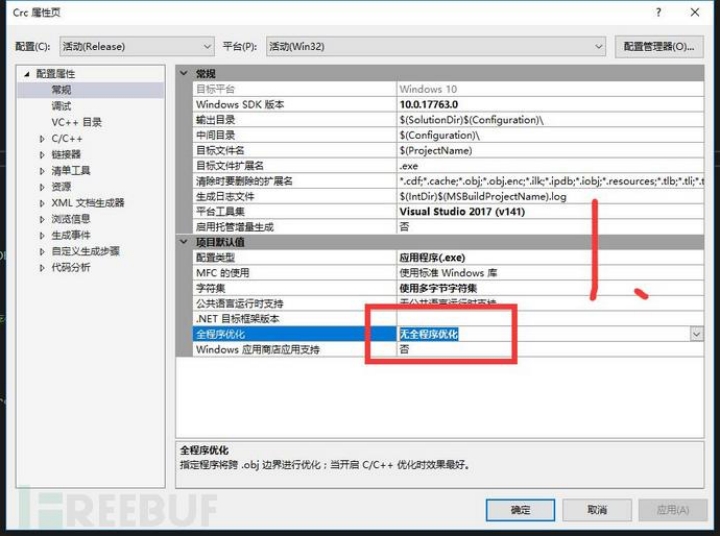 Crc 属性页
配置(C): 活动(Release) 平台(P): 活动(Win32) 配置管理器(O)...
配置属性
常规
调试
VC++ 目录
C/C++
链接器
清单工具
资源
XML 文档生成器
浏览信息
生成事件
自定义生成步骤
代码分析
常规
目标平台 Windows 10
Windows SDK 版本 10.0.17763.0
输出目录 $(SolutionDir)$(Configuration)\
中间目录 $(Configuration)\
目标文件名 $(ProjectName)
目标文件扩展名 .exe
清除时要删除的扩展名 *.cdf;*.cache;*.obj;*.obj.enc;*.ilk;*.ipdb;*.iobj;*.resources;*.tlb;*.tli;*.t
生成日志文件 $(IntDir)$(MSBuildProjectName).log
平台工具集 Visual Studio 2017 (v141)
启用托管增量生成 否
项目默认值
配置类型 应用程序(.exe)
MFC 的使用 使用标准 Windows 库
字符集 使用多字节字符集
公共语言运行时支持 无公共语言运行时支持
.NET 目标框架版本
全程序优化 无全程序优化
Windows 应用商店应用支持 否
全程序优化
指定程序将跨 .obj 边界进行优化；当开启 C/C++ 优化时效果最好。
确定 取消 应用(A)
FREEBUF